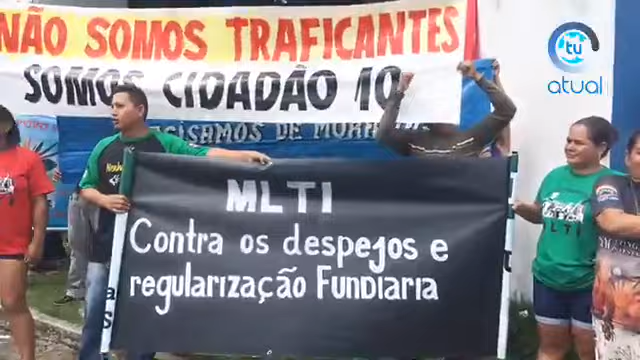 NÃO SOMOS TRAFICANTES
SOMOS CIDADÃO 10
tu
atual
MLTI
Contra os despejos e
regularização Fundiaria
MLTI